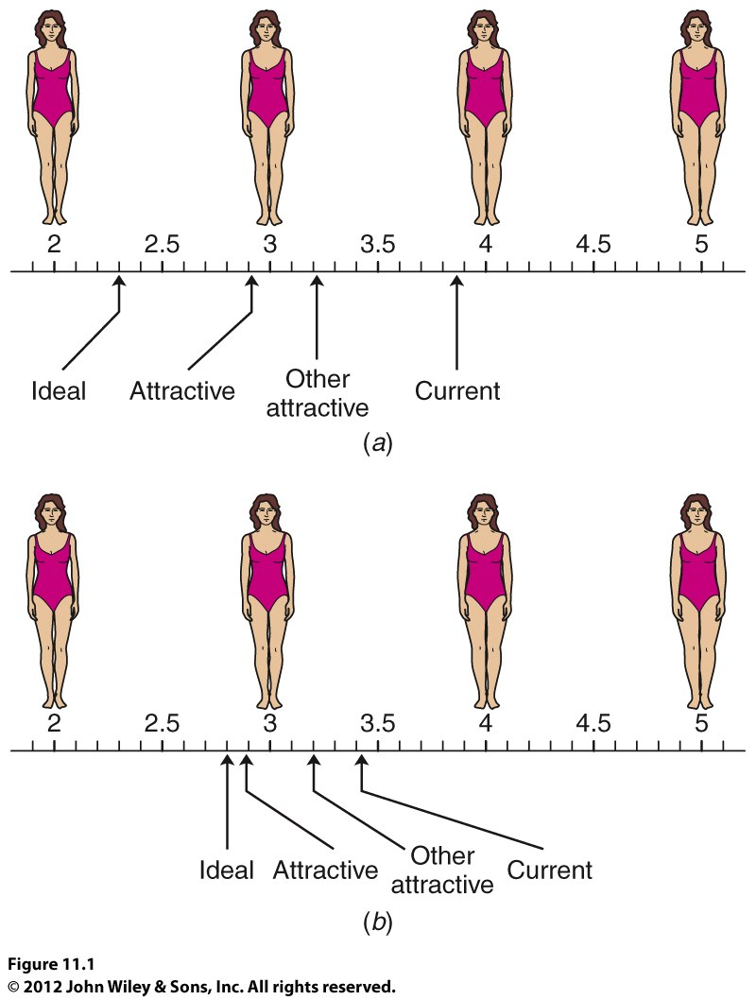 2 2.5 3 3.5 4 4.5 5
Ideal Attractive Other
attractive Current
(a)
2 2.5 3 3.5 4 4.5 5
Ideal Attractive Other
attractive Current
(b)
Figure 11.1
© 2012 John Wiley & Sons, Inc. All rights reserved.